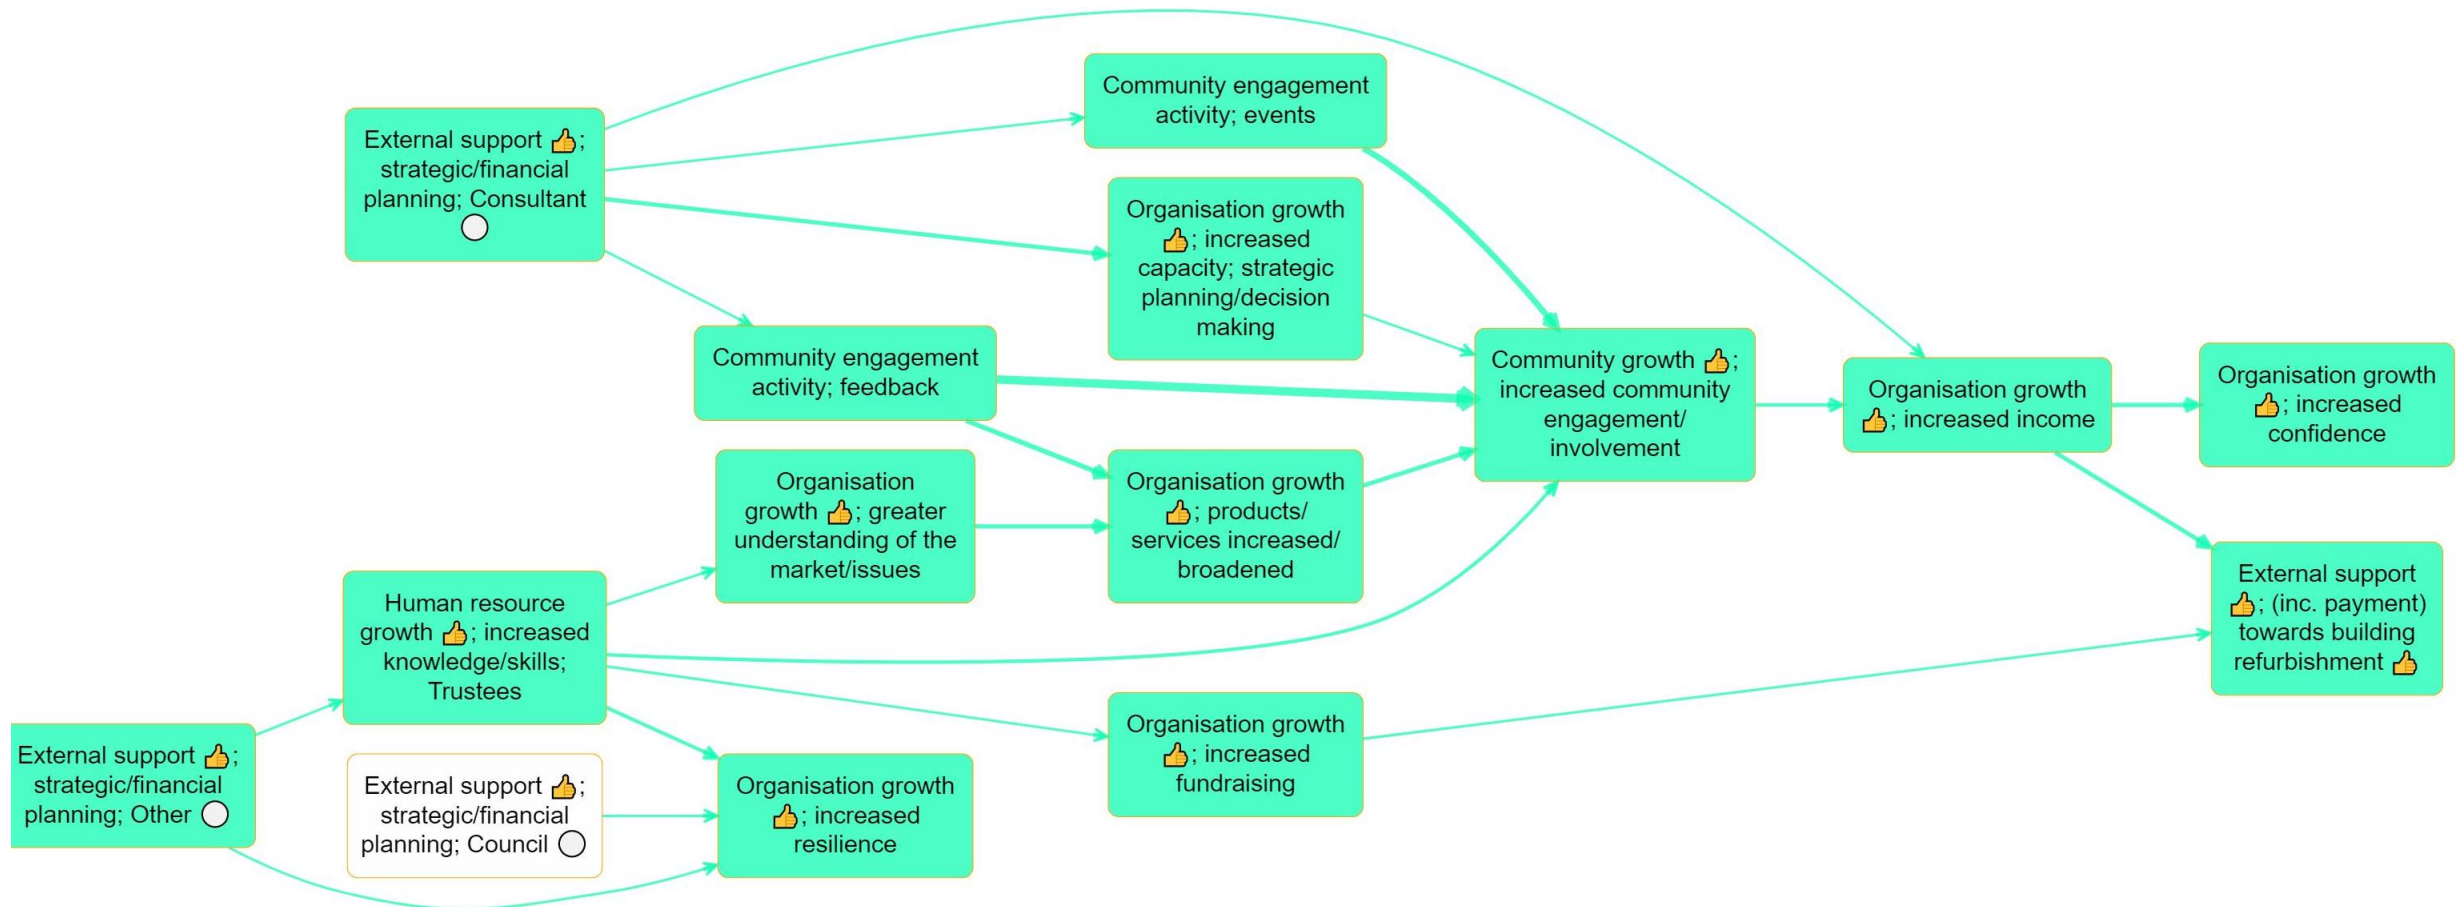 Community engagement
activity; events
External support 👍;
strategic/financial
planning; Consultant
Organisation growth
👍; increased
capacity; strategic
planning/decision
making
Community engagement
activity; feedback
Community growth 👍;
increased community
engagement/
involvement
Organisation growth
👍; increased income
Organisation growth
👍; increased
confidence
Organisation
growth 👍; greater
understanding of the
market/issues
Organisation growth
👍; products/
services increased/
broadened
External support
👍; (inc. payment)
towards building
refurbishment 👍
Human resource
growth 👍; increased
knowledge/skills;
Trustees
Organisation growth
👍; increased
fundraising
External support 👍;
strategic/financial
planning; Other
External support 👍;
strategic/financial
planning; Council
Organisation growth
👍; increased
resilience